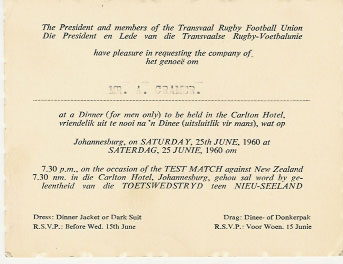 The President and members of the Transvaal Rugby Football Union
Die President en Lede van die Transvaalse Rugby-Voetbalunie
have pleasure in requesting the company of
het genoeë om
MR. A.
at a Dinner (for men only) to be held in the Carlton Hotel,
vriendelik uit te nooi na 'n Dinee (uitsluitlik vir mans), wat op
Johannesburg, on SATURDAY, 25th JUNE, 1960 at
SATERDAG, 25 JUNIE, 1960 om
7.30 p.m., on the occasion of the TEST MATCH against New Zealand
7.30 nm. in die Carlton Hotel, Johannesburg, gehou sal word by ge-
leentheid van die TOETSWEDSTRYD teen NIEU-SEELAND
Dress: Dinner Jacket or Dark Suit
Drag: Dinee- of Donkerpak
R.S.V.P.: Before Wed. 15th June
R.S.V.P.: Voor Woen. 15 Junie